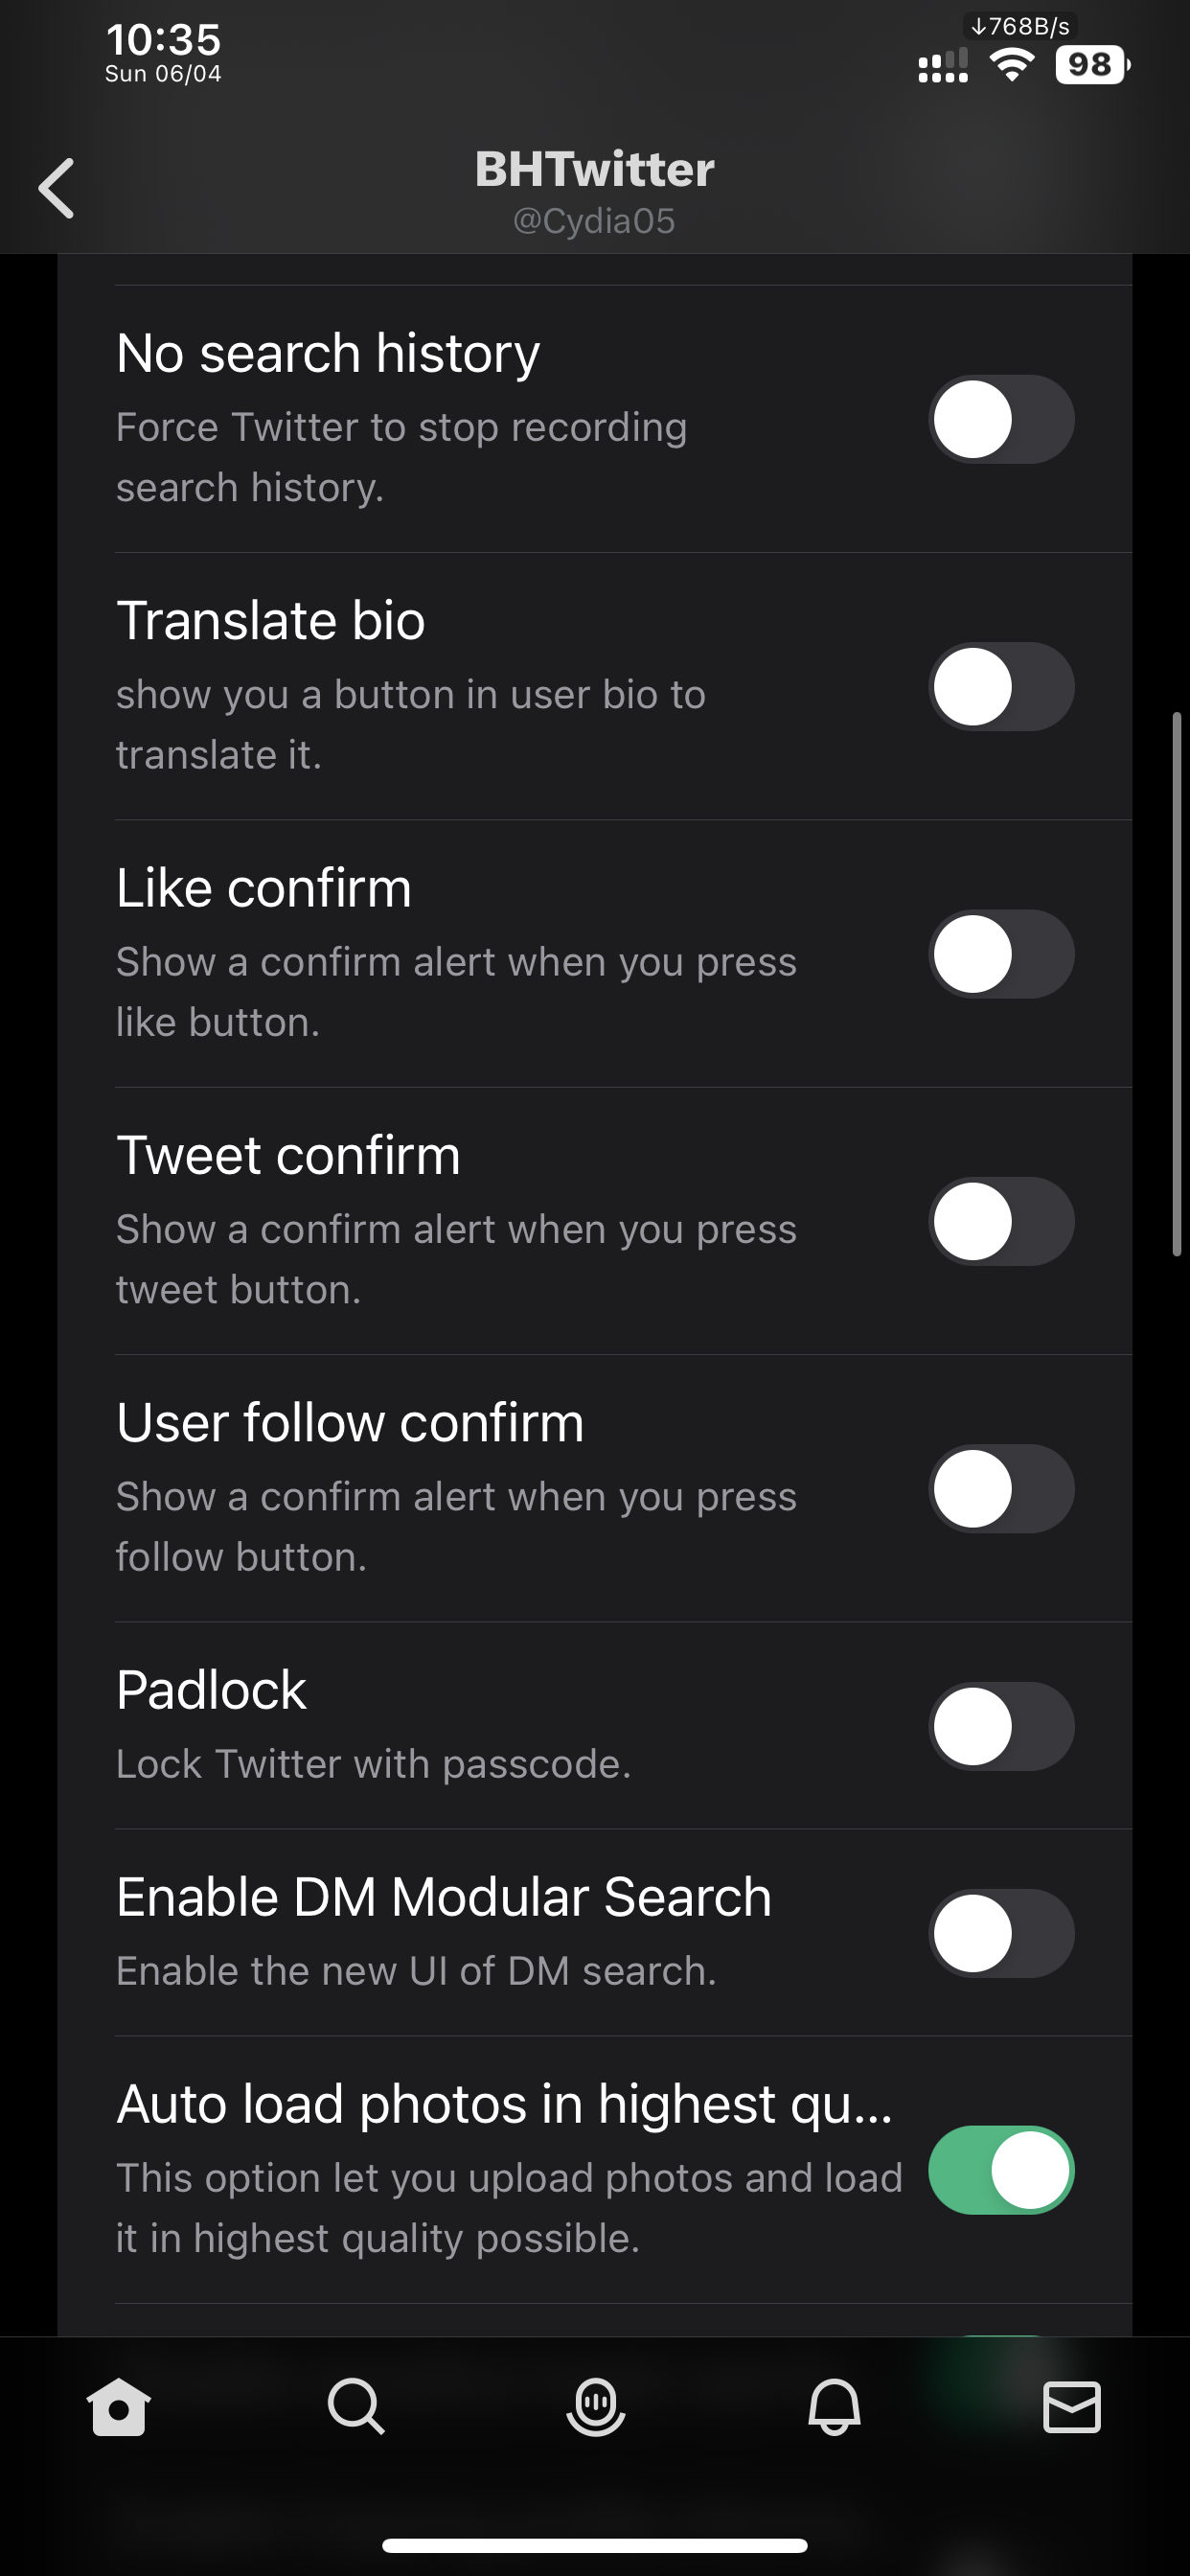 10:35
Sun 06/04
↓768B/s
98
BHTwitter
@Cydia05
No search history
Force Twitter to stop recording
search history.
Translate bio
show you a button in user bio to
translate it.
Like confirm
Show a confirm alert when you press
like button.
Tweet confirm
Show a confirm alert when you press
tweet button.
User follow confirm
Show a confirm alert when you press
follow button.
Padlock
Lock Twitter with passcode.
Enable DM Modular Search
Enable the new UI of DM search.
Auto load photos in highest qu...
This option let you upload photos and load
it in highest quality possible.